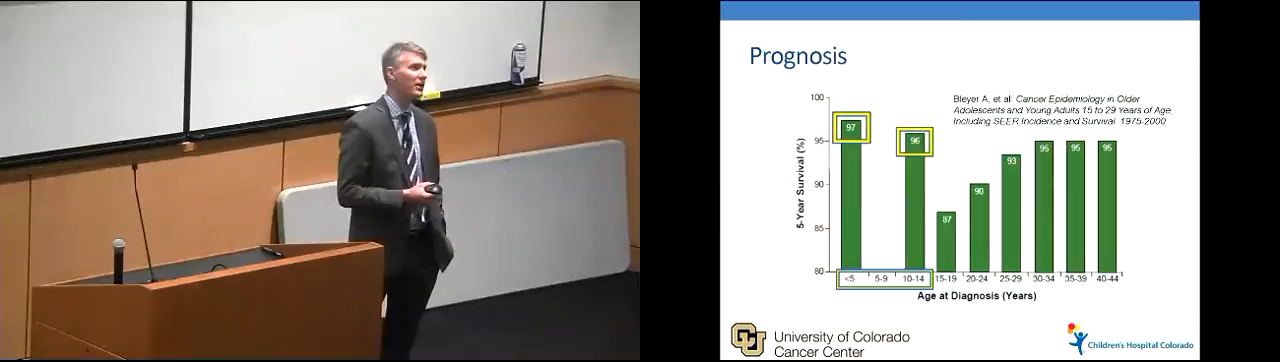 Prognosis
Bleyer A, et al. Cancer Epidemiology in Older
Adolescents and Young Adults 15 to 29 Years of Age,
Including SEER Incidence and Survival 1975-2000
5-Year Survival (%)
100
95
90
85
80
97
96
87
90
93
95
95
95
<5 5-9 10-14 15-19 20-24 25-29 30-34 35-39 40-44
Age at Diagnosis (Years)
CU
University of Colorado
Cancer Center
Children's Hospital Colorado